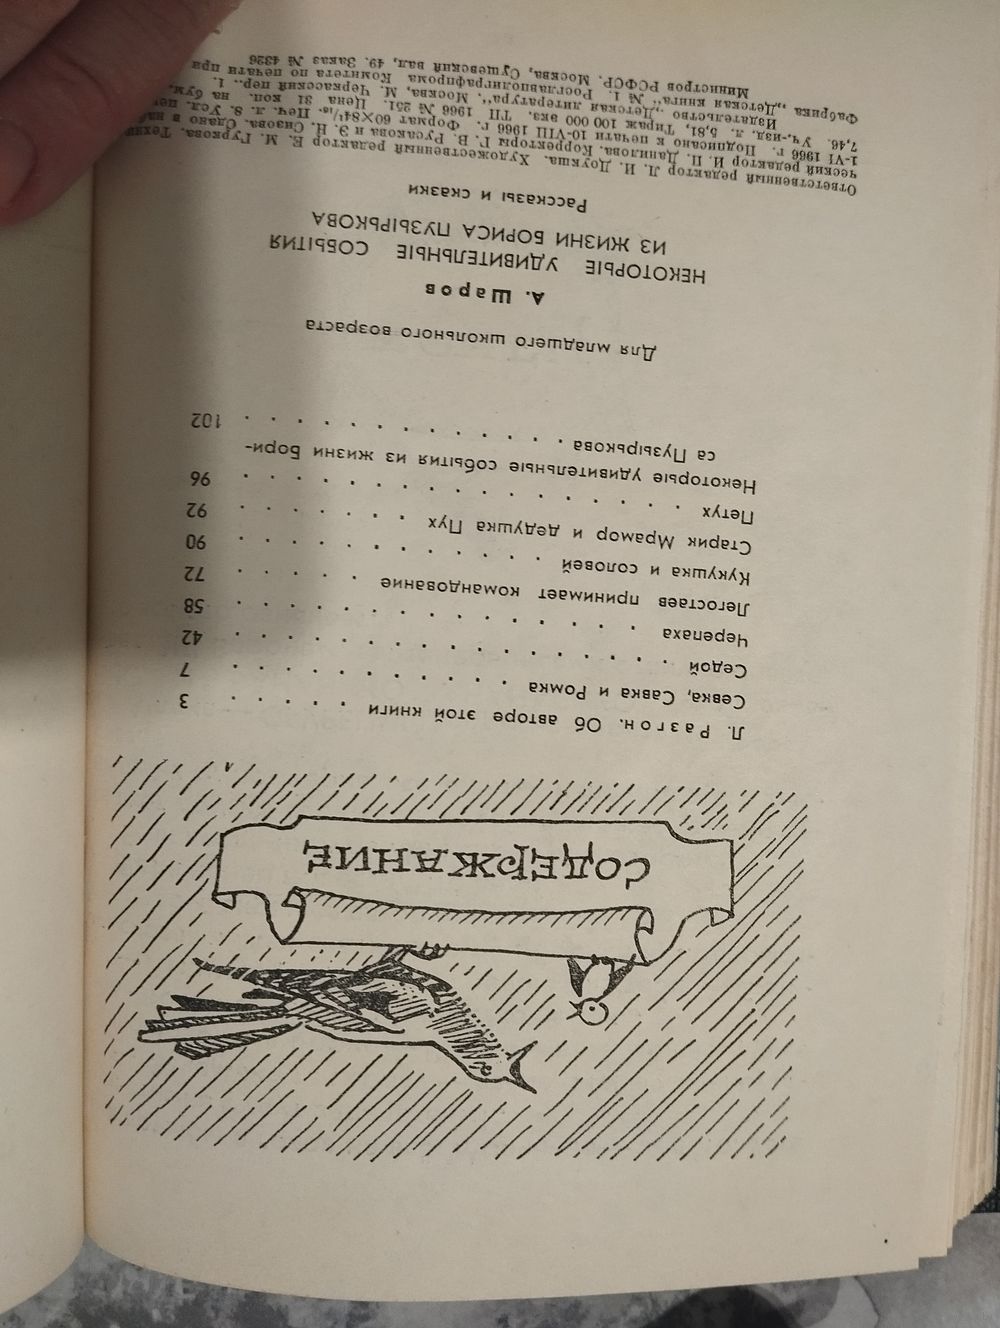 СОДЕРЖАНИЕ
Л. Разгон. Об авторе этой книги . . . . . 3
Севка, Савка и Ромка . . . . . . . . . . 7
Седой . . . . . . . . . . . . . . . 42
Черепаха . . . . . . . . . . . . . . 58
Легостаев принимает командование . . . . . 72
Кукушка и соловей . . . . . . . . . . . 90
Старик Мрамор и дедушка Пух . . . . . . . 92
Петух . . . . . . . . . . . . . . . 96
Некоторые удивительные события из жизни Бори-
са Пузырькова . . . . . . . . . . . . 102
Для младшего школьного возраста
А. Шаров
НЕКОТОРЫЕ УДИВИТЕЛЬНЫЕ СОБЫТИЯ
ИЗ ЖИЗНИ БОРИСА ПУЗЫРЬКОВА
Рассказы и сказки
Ответственный редактор Л. И. Доукша. Художественный редактор Е. М. Гуркова. Техни
ческий редактор И. П. Данилова. Корректоры Г. В. Русакова и Э. Н. Сизова. Сдано в наб
1-VI 1966 г. Подписано к печати 10-VIII 1966 г. Формат 60×84¹/₁₆. Печ. л. 8. Усл. печ
7,46. Уч.-изд. л. 5,81. Тираж 100 000 экз. ТП 1966 № 251. Цена 31 коп. на бум.
Издательство „Детская литература“. Москва, М. Черкасский пер., 1.
Фабрика „Детская книга“ № 1. Росглавполиграфпрома Комитета по печати при
Министров РСФСР. Москва, Сущевский вал, 49. Заказ № 4326